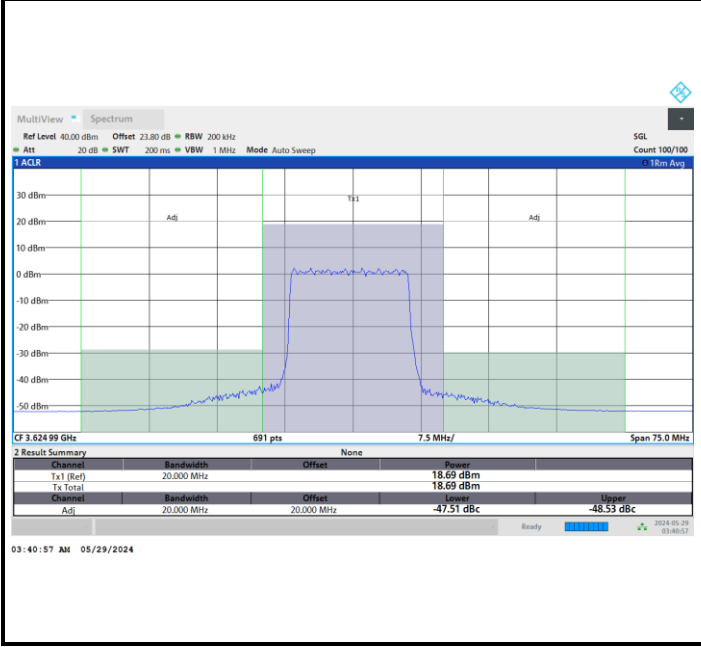 MultiView Spectrum
Ref Level 40.00 dBm Offset 23.80 dB RBW 200 kHz SGL
Att 20 dB SWT 200 ms VBW 1 MHz Mode Auto Sweep Count 100/100
1 ACLR 1Rm Avg
30 dBm
Tx1
20 dBm
Adj Adj
10 dBm
0 dBm
-10 dBm
-20 dBm
-30 dBm
-40 dBm
-50 dBm
CF 3.624 99 GHz 691 pts 7.5 MHz/ Span 75.0 MHz
2 Result Summary None
Channel Bandwidth Offset Power
Tx1 (Ref) 20.000 MHz 18.69 dBm
Tx Total 18.69 dBm
Channel Bandwidth Offset Lower Upper
Adj 20.000 MHz 20.000 MHz -47.51 dBc -48.53 dBc
Ready 2024-05-29
03:40:57
03:40:57 AM 05/29/2024